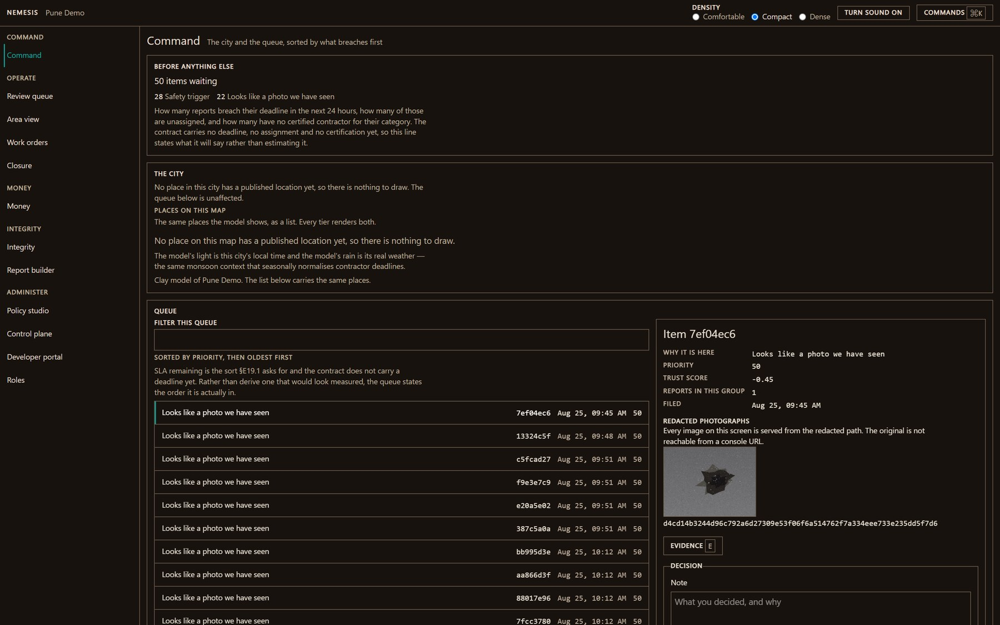 NEMESIS Pune Demo
DENSITY
Comfortable Compact Dense
TURN SOUND ON
COMMANDS ⌘K
COMMAND
Command
OPERATE
Review queue
Area view
Work orders
Closure
MONEY
Money
INTEGRITY
Integrity
Report builder
ADMINISTER
Policy studio
Control plane
Developer portal
Roles
Command The city and the queue, sorted by what breaches first
BEFORE ANYTHING ELSE
50 items waiting
28 Safety trigger 22 Looks like a photo we have seen
How many reports breach their deadline in the next 24 hours, how many of those
are unassigned, and how many have no certified contractor for their category. The
contract carries no deadline, no assignment and no certification yet, so this line
states what it will say rather than estimating it.
THE CITY
No place in this city has a published location yet, so there is nothing to draw. The
queue below is unaffected.
PLACES ON THIS MAP
The same places the model shows, as a list. Every tier renders both.
No place on this map has a published location yet, so there is nothing to draw.
The model's light is this city's local time and the model's rain is its real weather —
the same monsoon context that seasonally normalises contractor deadlines.
Clay model of Pune Demo. The list below carries the same places.
QUEUE
FILTER THIS QUEUE
SORTED BY PRIORITY, THEN OLDEST FIRST
SLA remaining is the sort §E19.1 asks for and the contract does not carry a
deadline yet. Rather than derive one that would look measured, the queue states
the order it is actually in.
Looks like a photo we have seen 7ef04ec6 Aug 25, 09:45 AM 50
Looks like a photo we have seen 13324c5f Aug 25, 09:48 AM 50
Looks like a photo we have seen c5fcad27 Aug 25, 09:51 AM 50
Looks like a photo we have seen f9e3e7c9 Aug 25, 09:51 AM 50
Looks like a photo we have seen e20a5e02 Aug 25, 09:51 AM 50
Looks like a photo we have seen 387c5a0a Aug 25, 09:51 AM 50
Looks like a photo we have seen bb995d3e Aug 25, 10:12 AM 50
Looks like a photo we have seen aa866d3f Aug 25, 10:12 AM 50
Looks like a photo we have seen 88017e96 Aug 25, 10:12 AM 50
Looks like a photo we have seen 7fcc3780 Aug 25, 10:12 AM 50
Item 7ef04ec6
WHY IT IS HERE Looks like a photo we have seen
PRIORITY 50
TRUST SCORE -0.45
REPORTS IN THIS GROUP 1
FILED Aug 25, 09:45 AM
REDACTED PHOTOGRAPHS
Every image on this screen is served from the redacted path. The original is not
reachable from a console URL.
d4cd14b3244d96c792a6d27309e53f06f6a514762f7a334eee733e235dd5f7d6
EVIDENCE E
DECISION
Note
What you decided, and why